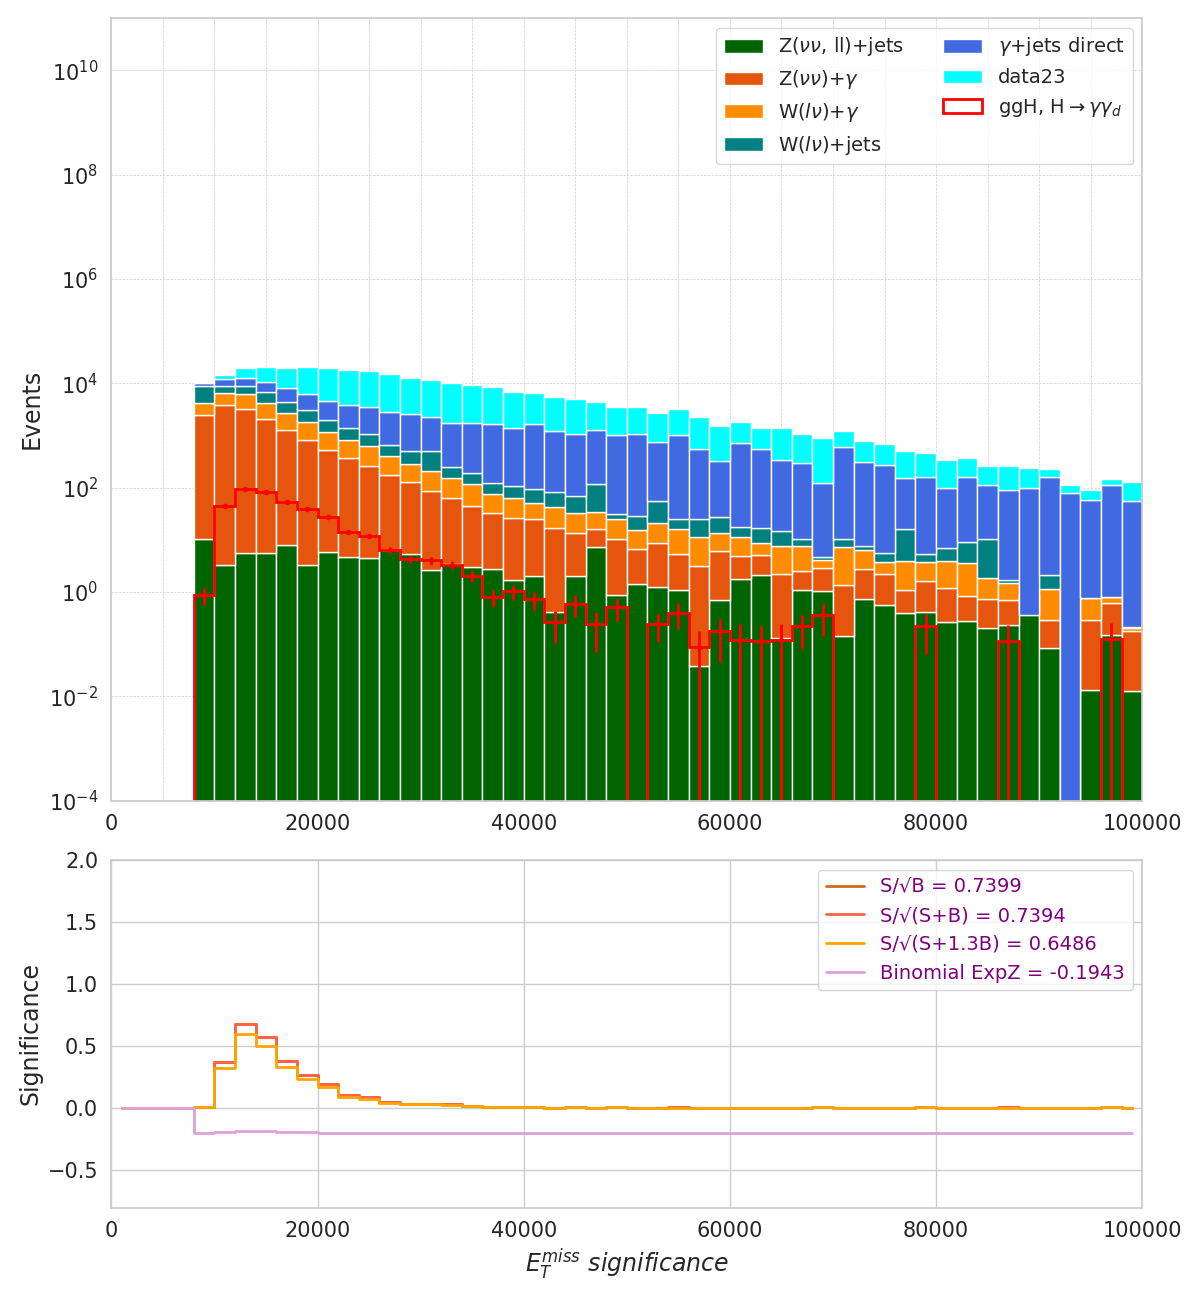 Z(νν, ll)+jets
Z(νν)+γ
W(lν)+γ
W(lν)+jets
γ+jets direct
data23
ggH, H→γγ_d
Events
10^10
10^8
10^6
10^4
10^2
10^0
10^−2
10^−4
0 20000 40000 60000 80000 100000
S/√B = 0.7399
S/√(S+B) = 0.7394
S/√(S+1.3B) = 0.6486
Binomial ExpZ = -0.1943
Significance
2.0
1.5
1.0
0.5
0.0
−0.5
0 20000 40000 60000 80000 100000
E_T^miss significance